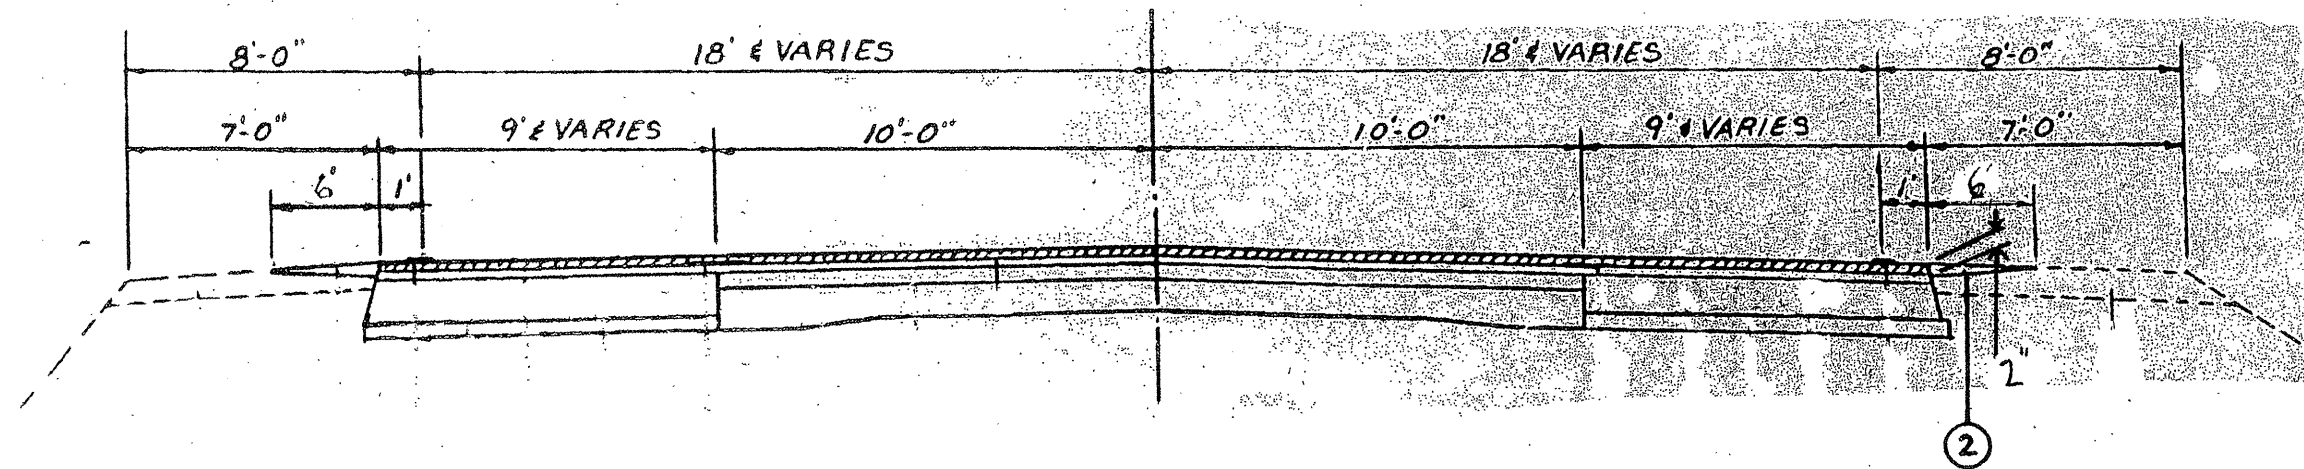 8'-0" 18' & VARIES 18' & VARIES 8'-0"
7'-0" 9' & VARIES 10'-0" 10'-0" 9' & VARIES 7'-0"
6' 1' 1' 6'
2"
2